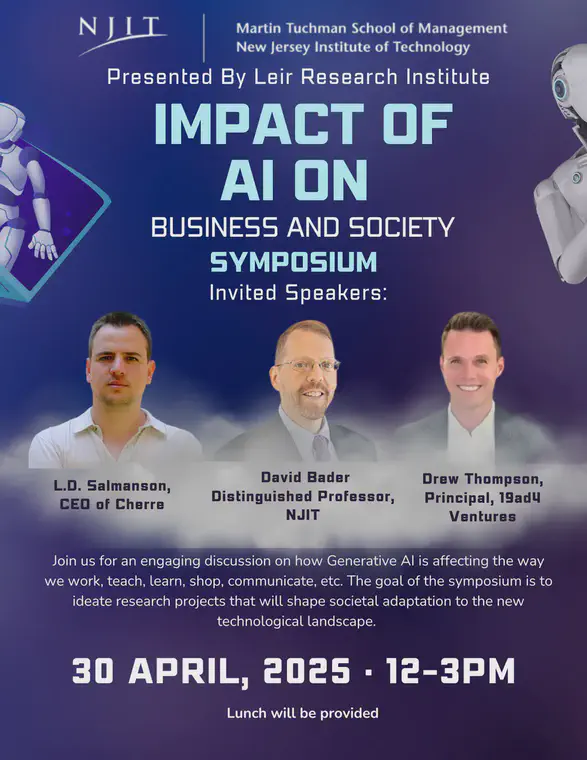 NJIT
Martin Tuchman School of Management
New Jersey Institute of Technology
Presented By Leir Research Institute
IMPACT OF
AI ON
BUSINESS AND SOCIETY
SYMPOSIUM
Invited Speakers:
L.D. Salmanson,
CEO of Cherre
David Bader
Distinguished Professor,
NJIT
Drew Thompson,
Principal, 19ad4
Ventures
Join us for an engaging discussion on how Generative AI is affecting the way
we work, teach, learn, shop, communicate, etc. The goal of the symposium is to
ideate research projects that will shape societal adaptation to the new
technological landscape.
30 APRIL, 2025 · 12-3PM
Lunch will be provided